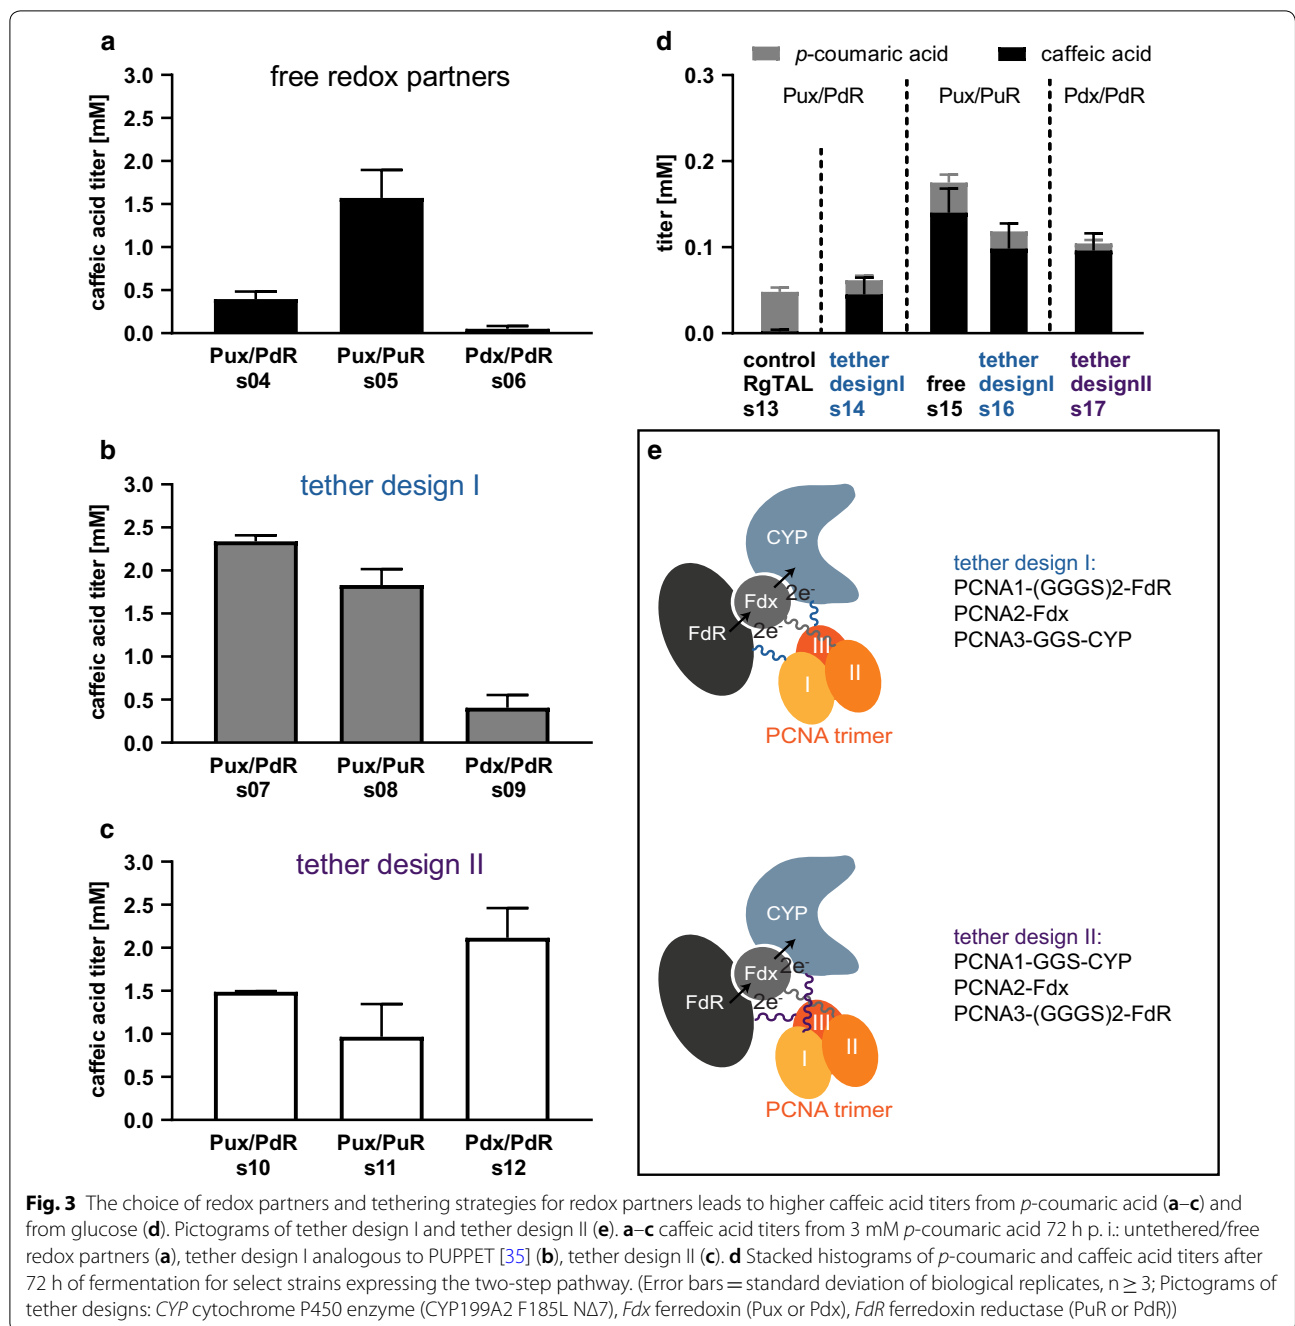 a
free redox partners
3.0
2.5
2.0
1.5
1.0
0.5
0.0
caffeic acid titer [mM]
Pux/PdR
s04
Pux/PuR
s05
Pdx/PdR
s06
b
tether design I
3.0
2.5
2.0
1.5
1.0
0.5
0.0
caffeic acid titer [mM]
Pux/PdR
s07
Pux/PuR
s08
Pdx/PdR
s09
c
tether design II
3.0
2.5
2.0
1.5
1.0
0.5
0.0
caffeic acid titer [mM]
Pux/PdR
s10
Pux/PuR
s11
Pdx/PdR
s12
d
p-coumaric acid
caffeic acid
0.3
0.2
0.1
0.0
titer [mM]
Pux/PdR
Pux/PuR
Pdx/PdR
control
RgTAL
s13
tether
designI
s14
free
s15
tether
designI
s16
tether
designII
s17
e
CYP
Fdx
2e-
FdR
2e-
III
II
I
PCNA trimer
tether design I:
PCNA1-(GGGS)2-FdR
PCNA2-Fdx
PCNA3-GGS-CYP
CYP
Fdx
2e-
FdR
2e-
III
II
I
PCNA trimer
tether design II:
PCNA1-GGS-CYP
PCNA2-Fdx
PCNA3-(GGGS)2-FdR
Fig. 3 The choice of redox partners and tethering strategies for redox partners leads to higher caffeic acid titers from p-coumaric acid (a–c) and
from glucose (d). Pictograms of tether design I and tether design II (e). a–c caffeic acid titers from 3 mM p-coumaric acid 72 h p. i.: untethered/free
redox partners (a), tether design I analogous to PUPPET [35] (b), tether design II (c). d Stacked histograms of p-coumaric and caffeic acid titers after
72 h of fermentation for select strains expressing the two-step pathway. (Error bars = standard deviation of biological replicates, n ≥ 3; Pictograms of
tether designs: CYP cytochrome P450 enzyme (CYP199A2 F185L NΔ7), Fdx ferredoxin (Pux or Pdx), FdR ferredoxin reductase (PuR or PdR))